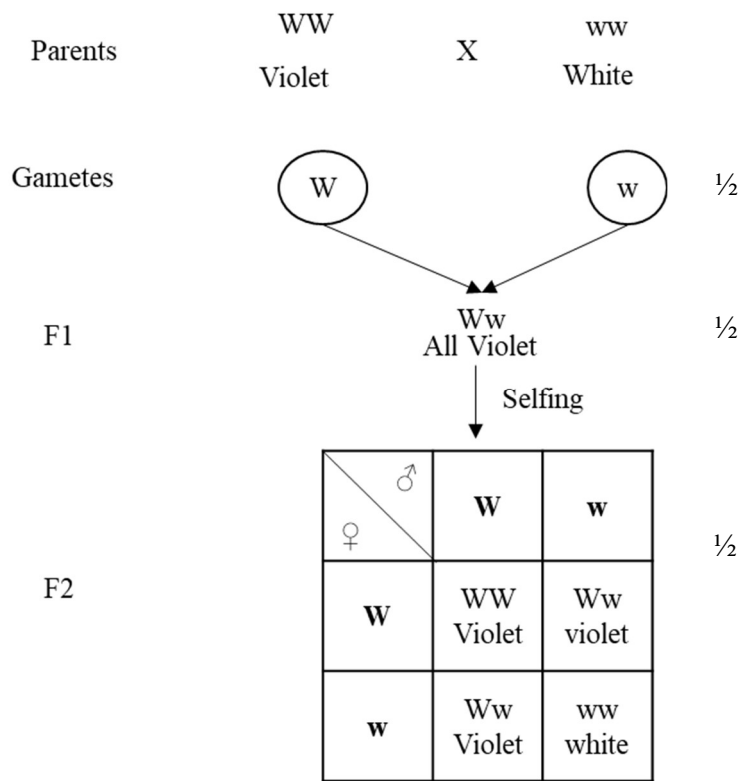 WW ww
Parents X
Violet White
Gametes W w ½
Ww ½
F1
All Violet
Selfing
♂ W w
♀
½
F2
W WW Ww
Violet violet
w Ww ww
Violet white